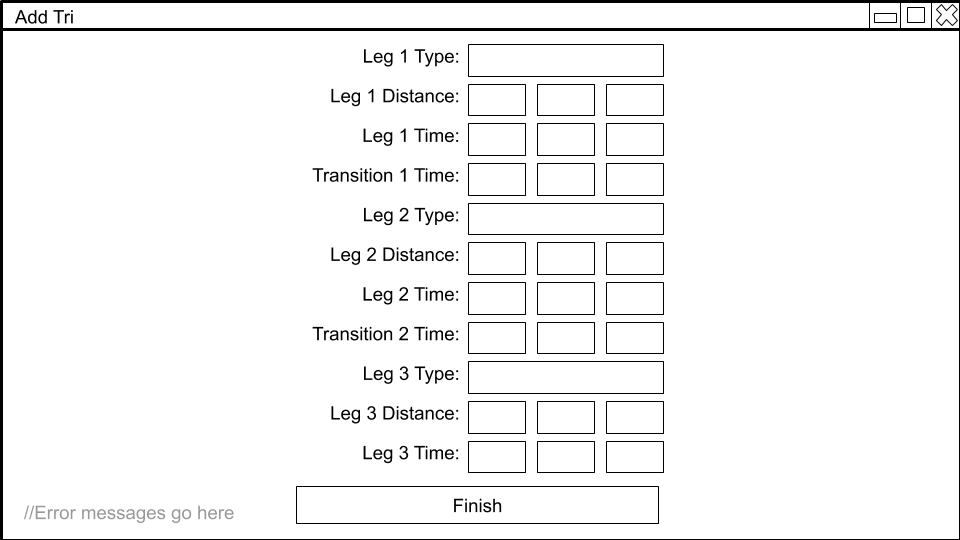 Add Tri
Leg 1 Type:
Leg 1 Distance:
Leg 1 Time:
Transition 1 Time:
Leg 2 Type:
Leg 2 Distance:
Leg 2 Time:
Transition 2 Time:
Leg 3 Type:
Leg 3 Distance:
Leg 3 Time:
Finish
//Error messages go here